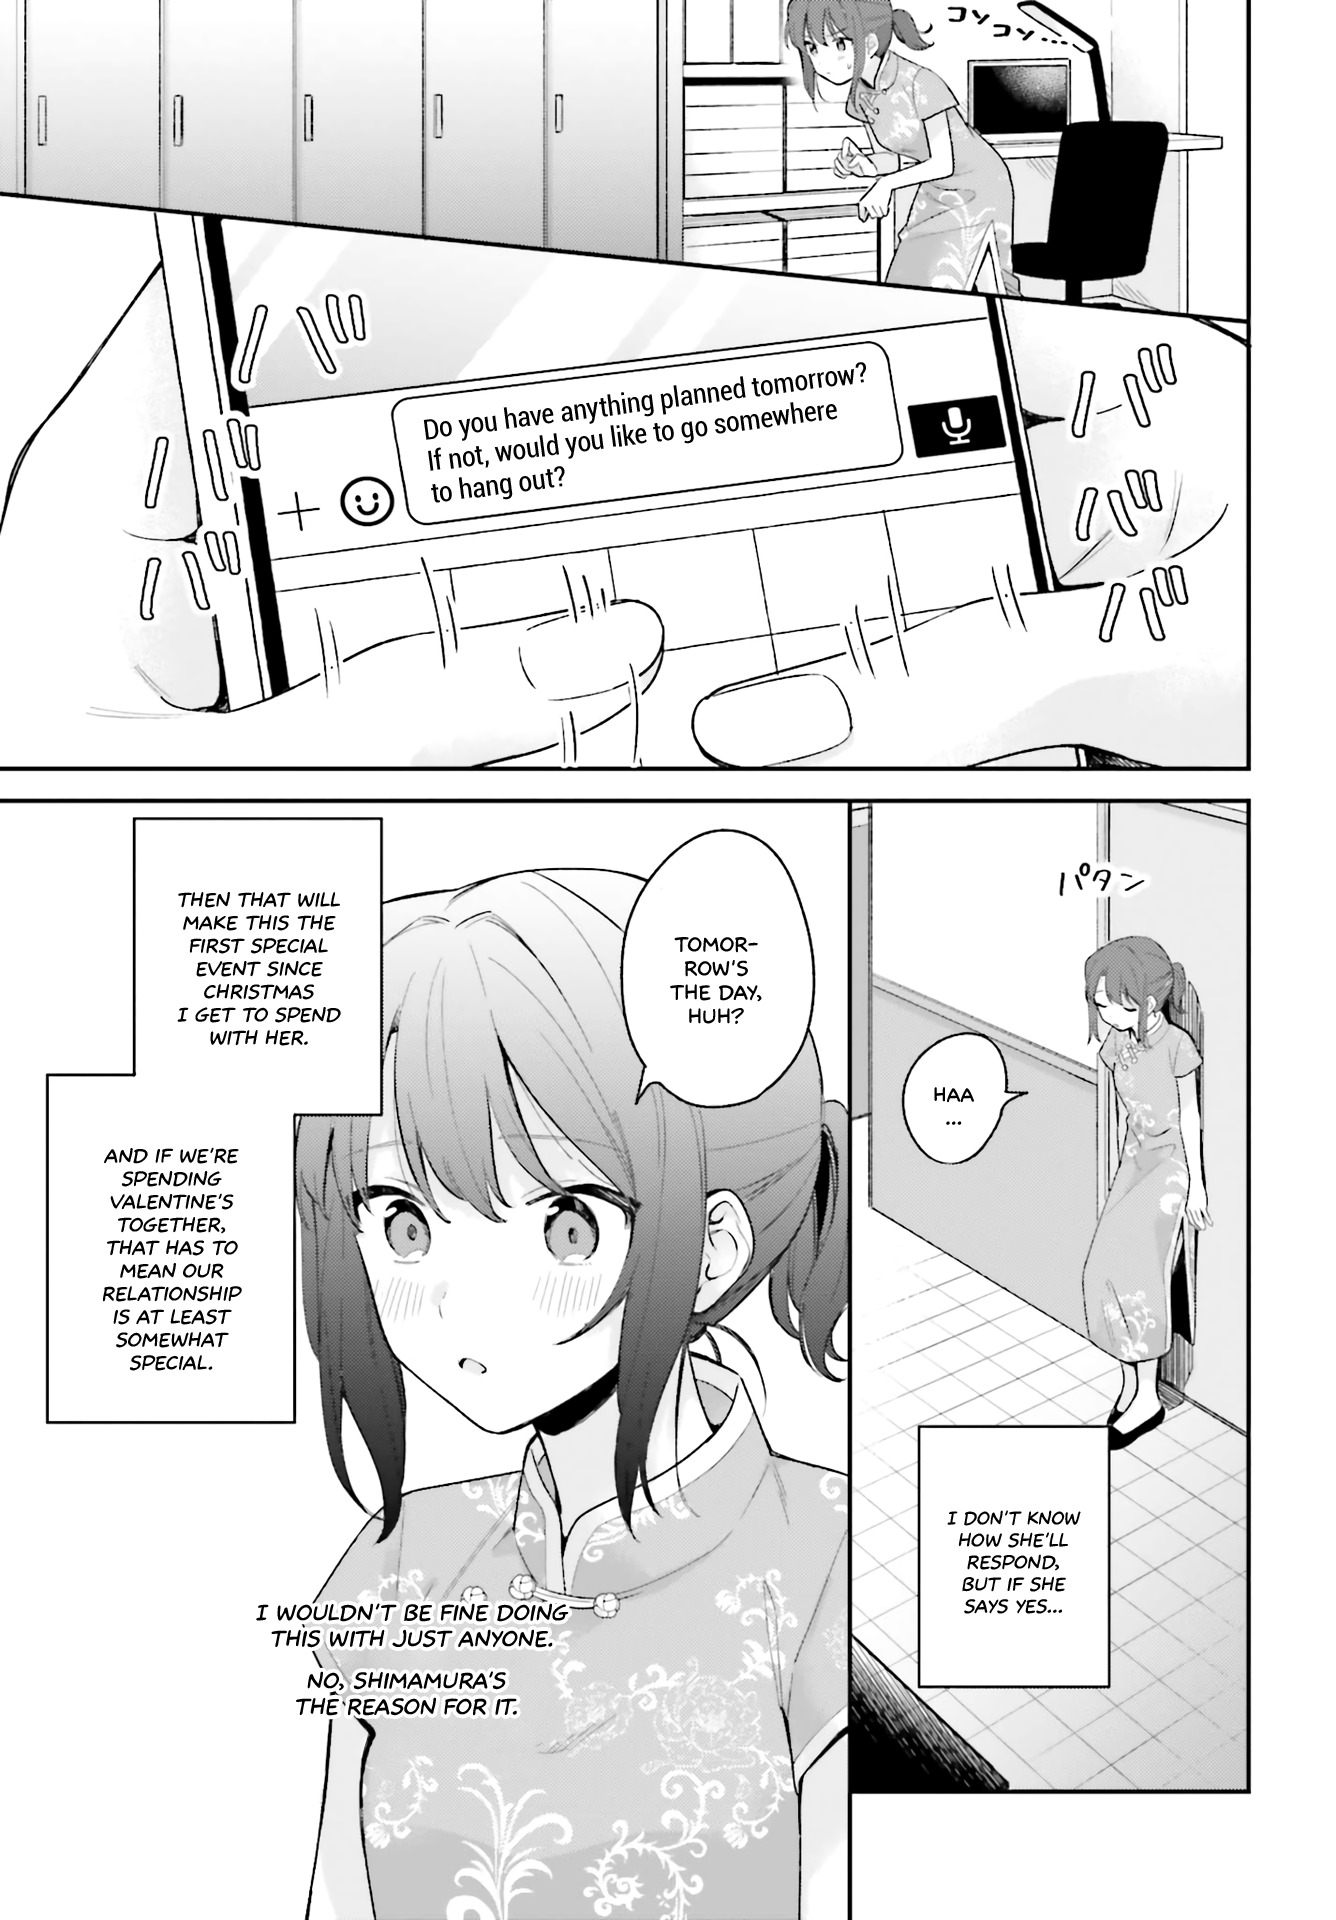 コソコソ…
Do you have anything planned tomorrow?
If not, would you like to go somewhere
to hang out?
パタン
HAA
...
I DON'T KNOW
HOW SHE'LL
RESPOND,
BUT IF SHE
SAYS YES...
TOMOR-
ROW'S
THE DAY,
HUH?
THEN THAT WILL
MAKE THIS THE
FIRST SPECIAL
EVENT SINCE
CHRISTMAS
I GET TO SPEND
WITH HER.
AND IF WE'RE
SPENDING
VALENTINE'S
TOGETHER,
THAT HAS TO
MEAN OUR
RELATIONSHIP
IS AT LEAST
SOMEWHAT
SPECIAL.
I WOULDN'T BE FINE DOING
THIS WITH JUST ANYONE.
NO, SHIMAMURA'S
THE REASON FOR IT.